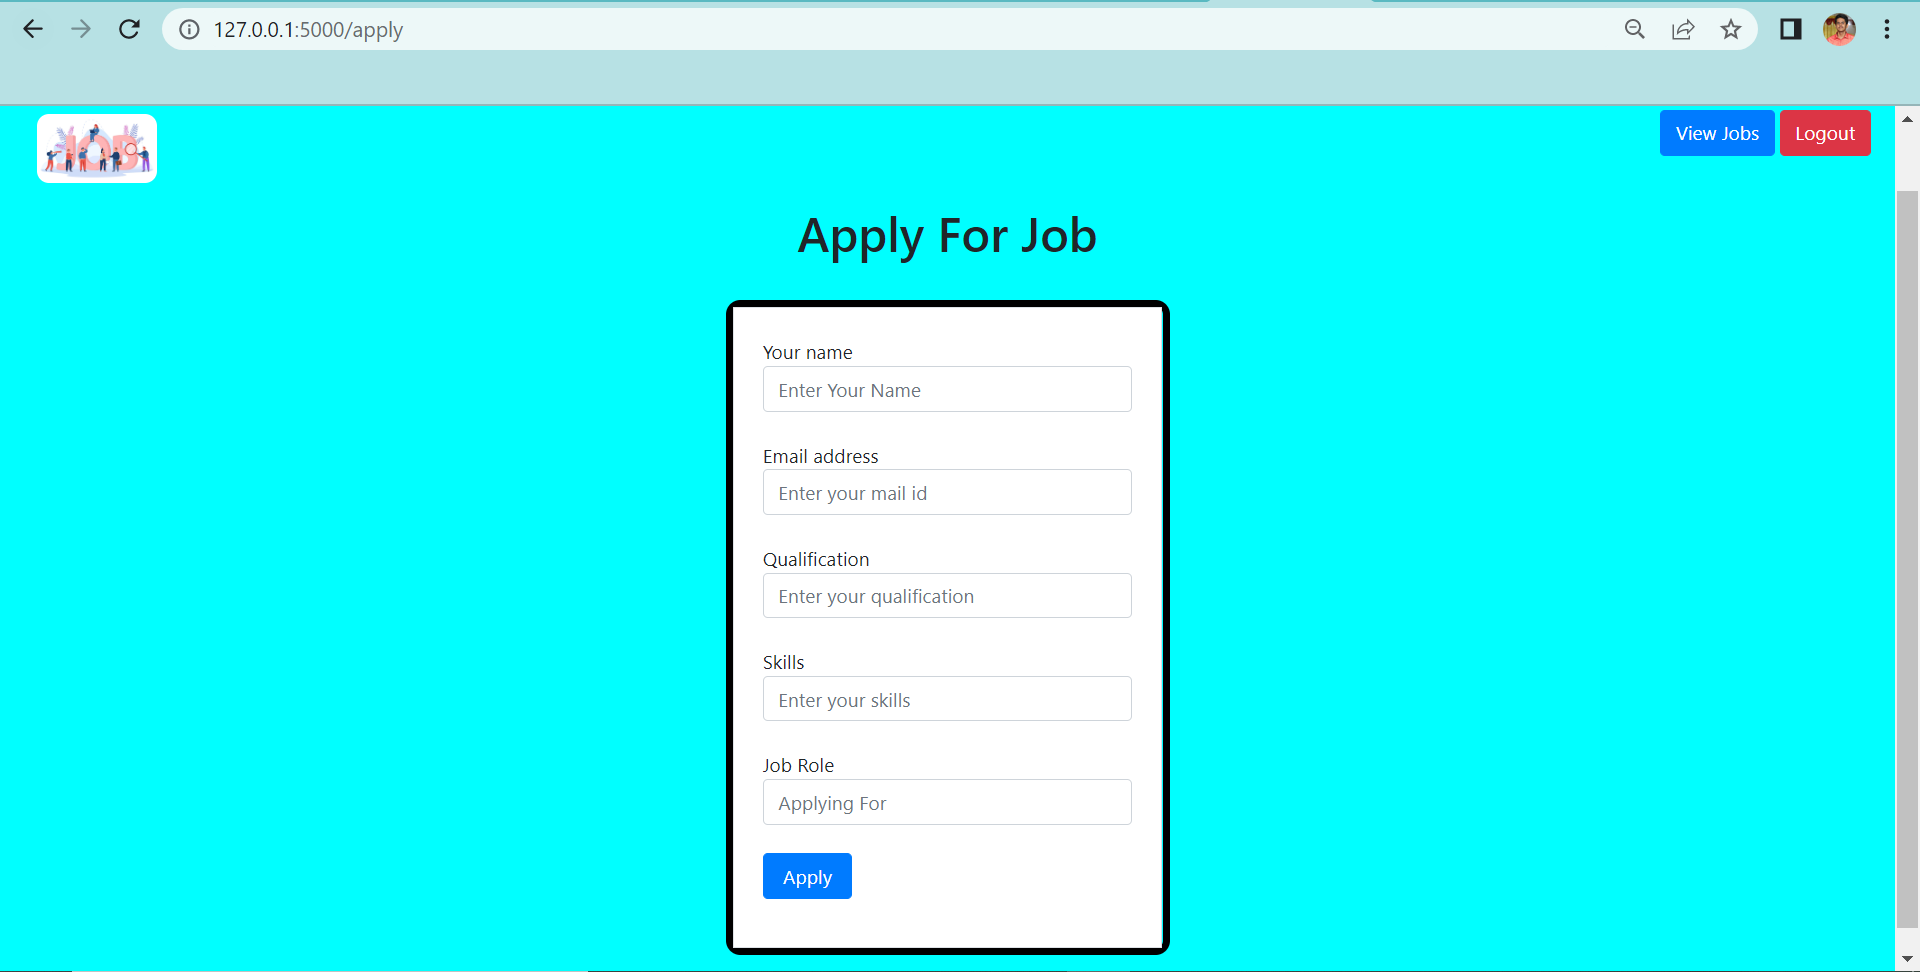 127.0.0.1:5000/apply
JOB
View Jobs
Logout
Apply For Job
Your name
Enter Your Name
Email address
Enter your mail id
Qualification
Enter your qualification
Skills
Enter your skills
Job Role
Applying For
Apply